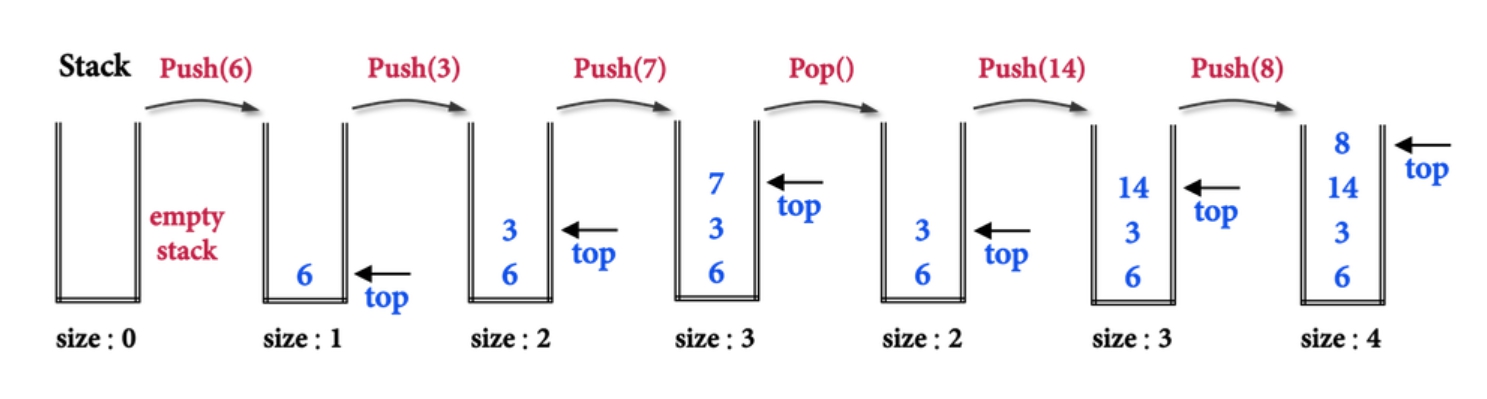 Stack Push(6) Push(3) Push(7) Pop() Push(14) Push(8)
empty
stack
6
top
3
6
top
7
3
6
top
3
6
top
14
3
6
top
8
14
3
6
top
size : 0 size : 1 size : 2 size : 3 size : 2 size : 3 size : 4